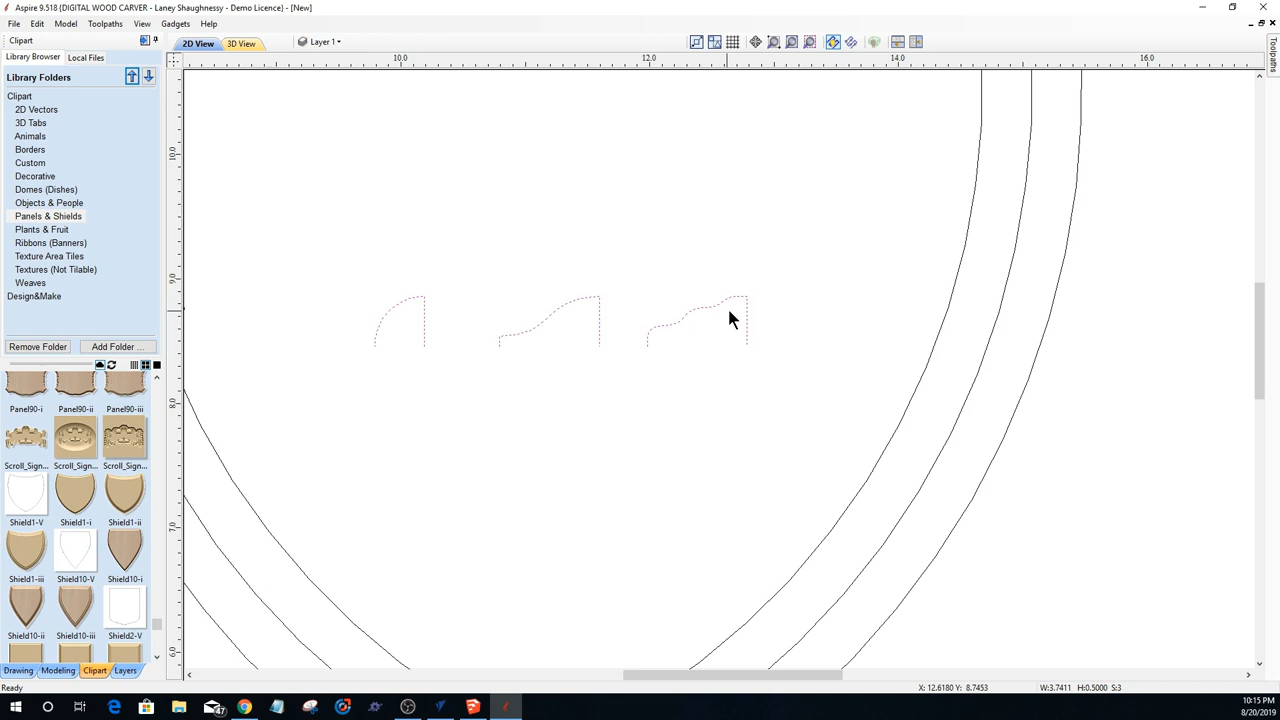 Aspire 9.518 (DIGITAL WOOD CARVER - Laney Shaughnessy - Demo Licence) - [New]
File Edit Model Toolpaths View Gadgets Help
Clipart
2D View 3D View Layer 1
Library Browser Local Files
Library Folders
10.0 12.0 14.0 16.0
Clipart
2D Vectors
3D Tabs
Animals
Borders
Custom
Decorative
Domes (Dishes)
Objects & People
Panels & Shields
Plants & Fruit
Ribbons (Banners)
Texture Area Tiles
Textures (Not Tilable)
Weaves
Design&Make
Remove Folder Add Folder ...
Panel90-i Panel90-ii Panel90-iii
Scroll_Sign... Scroll_Sign... Scroll_Sign...
Shield1-V Shield1-i Shield1-ii
Shield1-iii Shield10-V Shield10-i
Shield10-ii Shield10-iii Shield2-V
10.0
9.0
8.0
7.0
6.0
Toolpaths
Drawing Modeling Clipart Layers
Ready X: 12.6180 Y: 8.7453 W:3.7411 H:0.5000 S:3
47
10:15 PM
8/20/2019